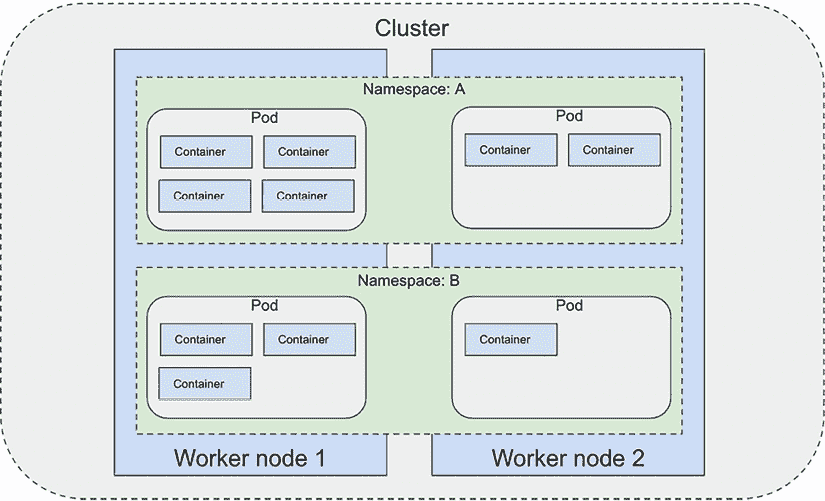 Cluster
Namespace: A
Pod
Pod
Container
Container
Container
Container
Container
Container
Namespace: B
Pod
Pod
Container
Container
Container
Container
Worker node 1
Worker node 2